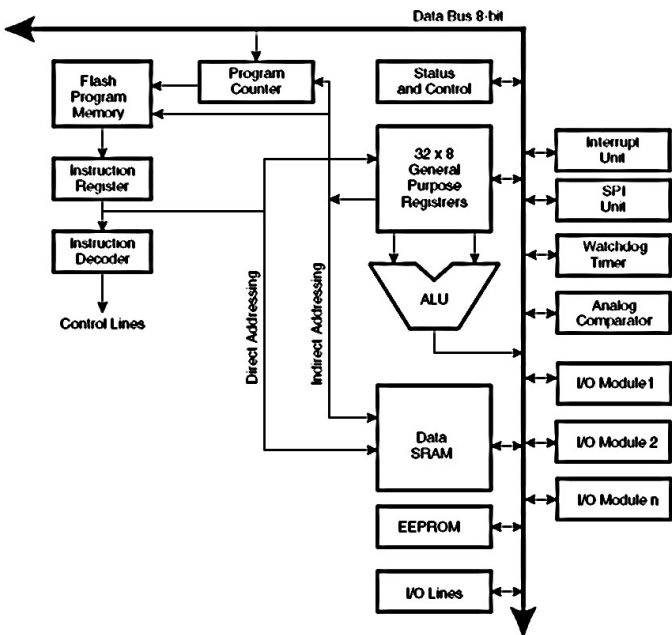 Data Bus 8-bit
Flash
Program
Memory
Program
Counter
Status
and Control
Instruction
Register
32 x 8
General
Purpose
Registrers
Interrupt
Unit
SPI
Unit
Instruction
Decoder
Watchdog
Timer
ALU
Analog
Comparator
Control Lines
Direct Addressing
Indirect Addressing
I/O Module 1
Data
SRAM
I/O Module 2
I/O Module n
EEPROM
I/O Lines